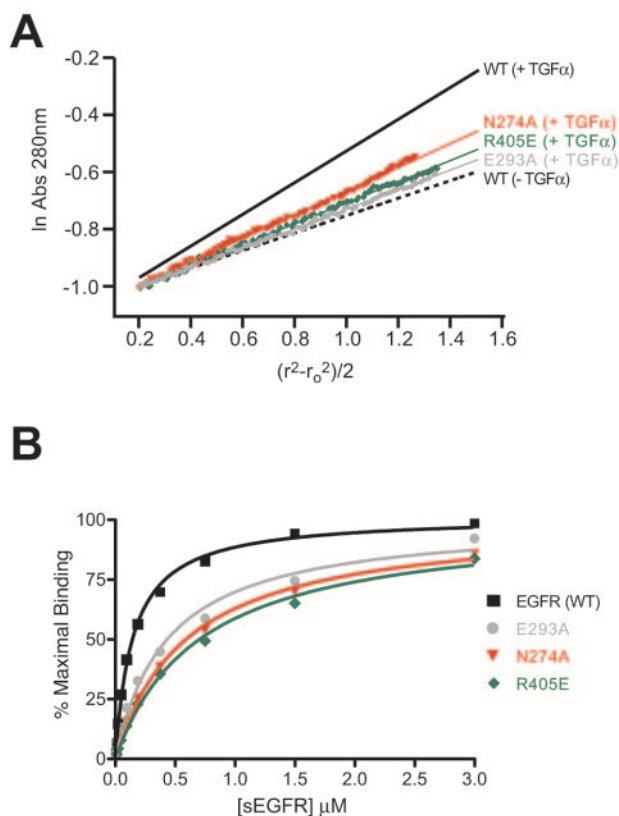 A
ln Abs 280nm
-0.2
-0.4
-0.6
-0.8
-1.0
WT (+ TGFα)
N274A (+ TGFα)
R405E (+ TGFα)
E293A (+ TGFα)
WT (- TGFα)
0.2 0.4 0.6 0.8 1.0 1.2 1.4 1.6
(r²-rₒ²)/2
B
% Maximal Binding
100
75
50
25
0
EGFR (WT)
E293A
N274A
R405E
0.0 0.5 1.0 1.5 2.0 2.5 3.0
[sEGFR] μM